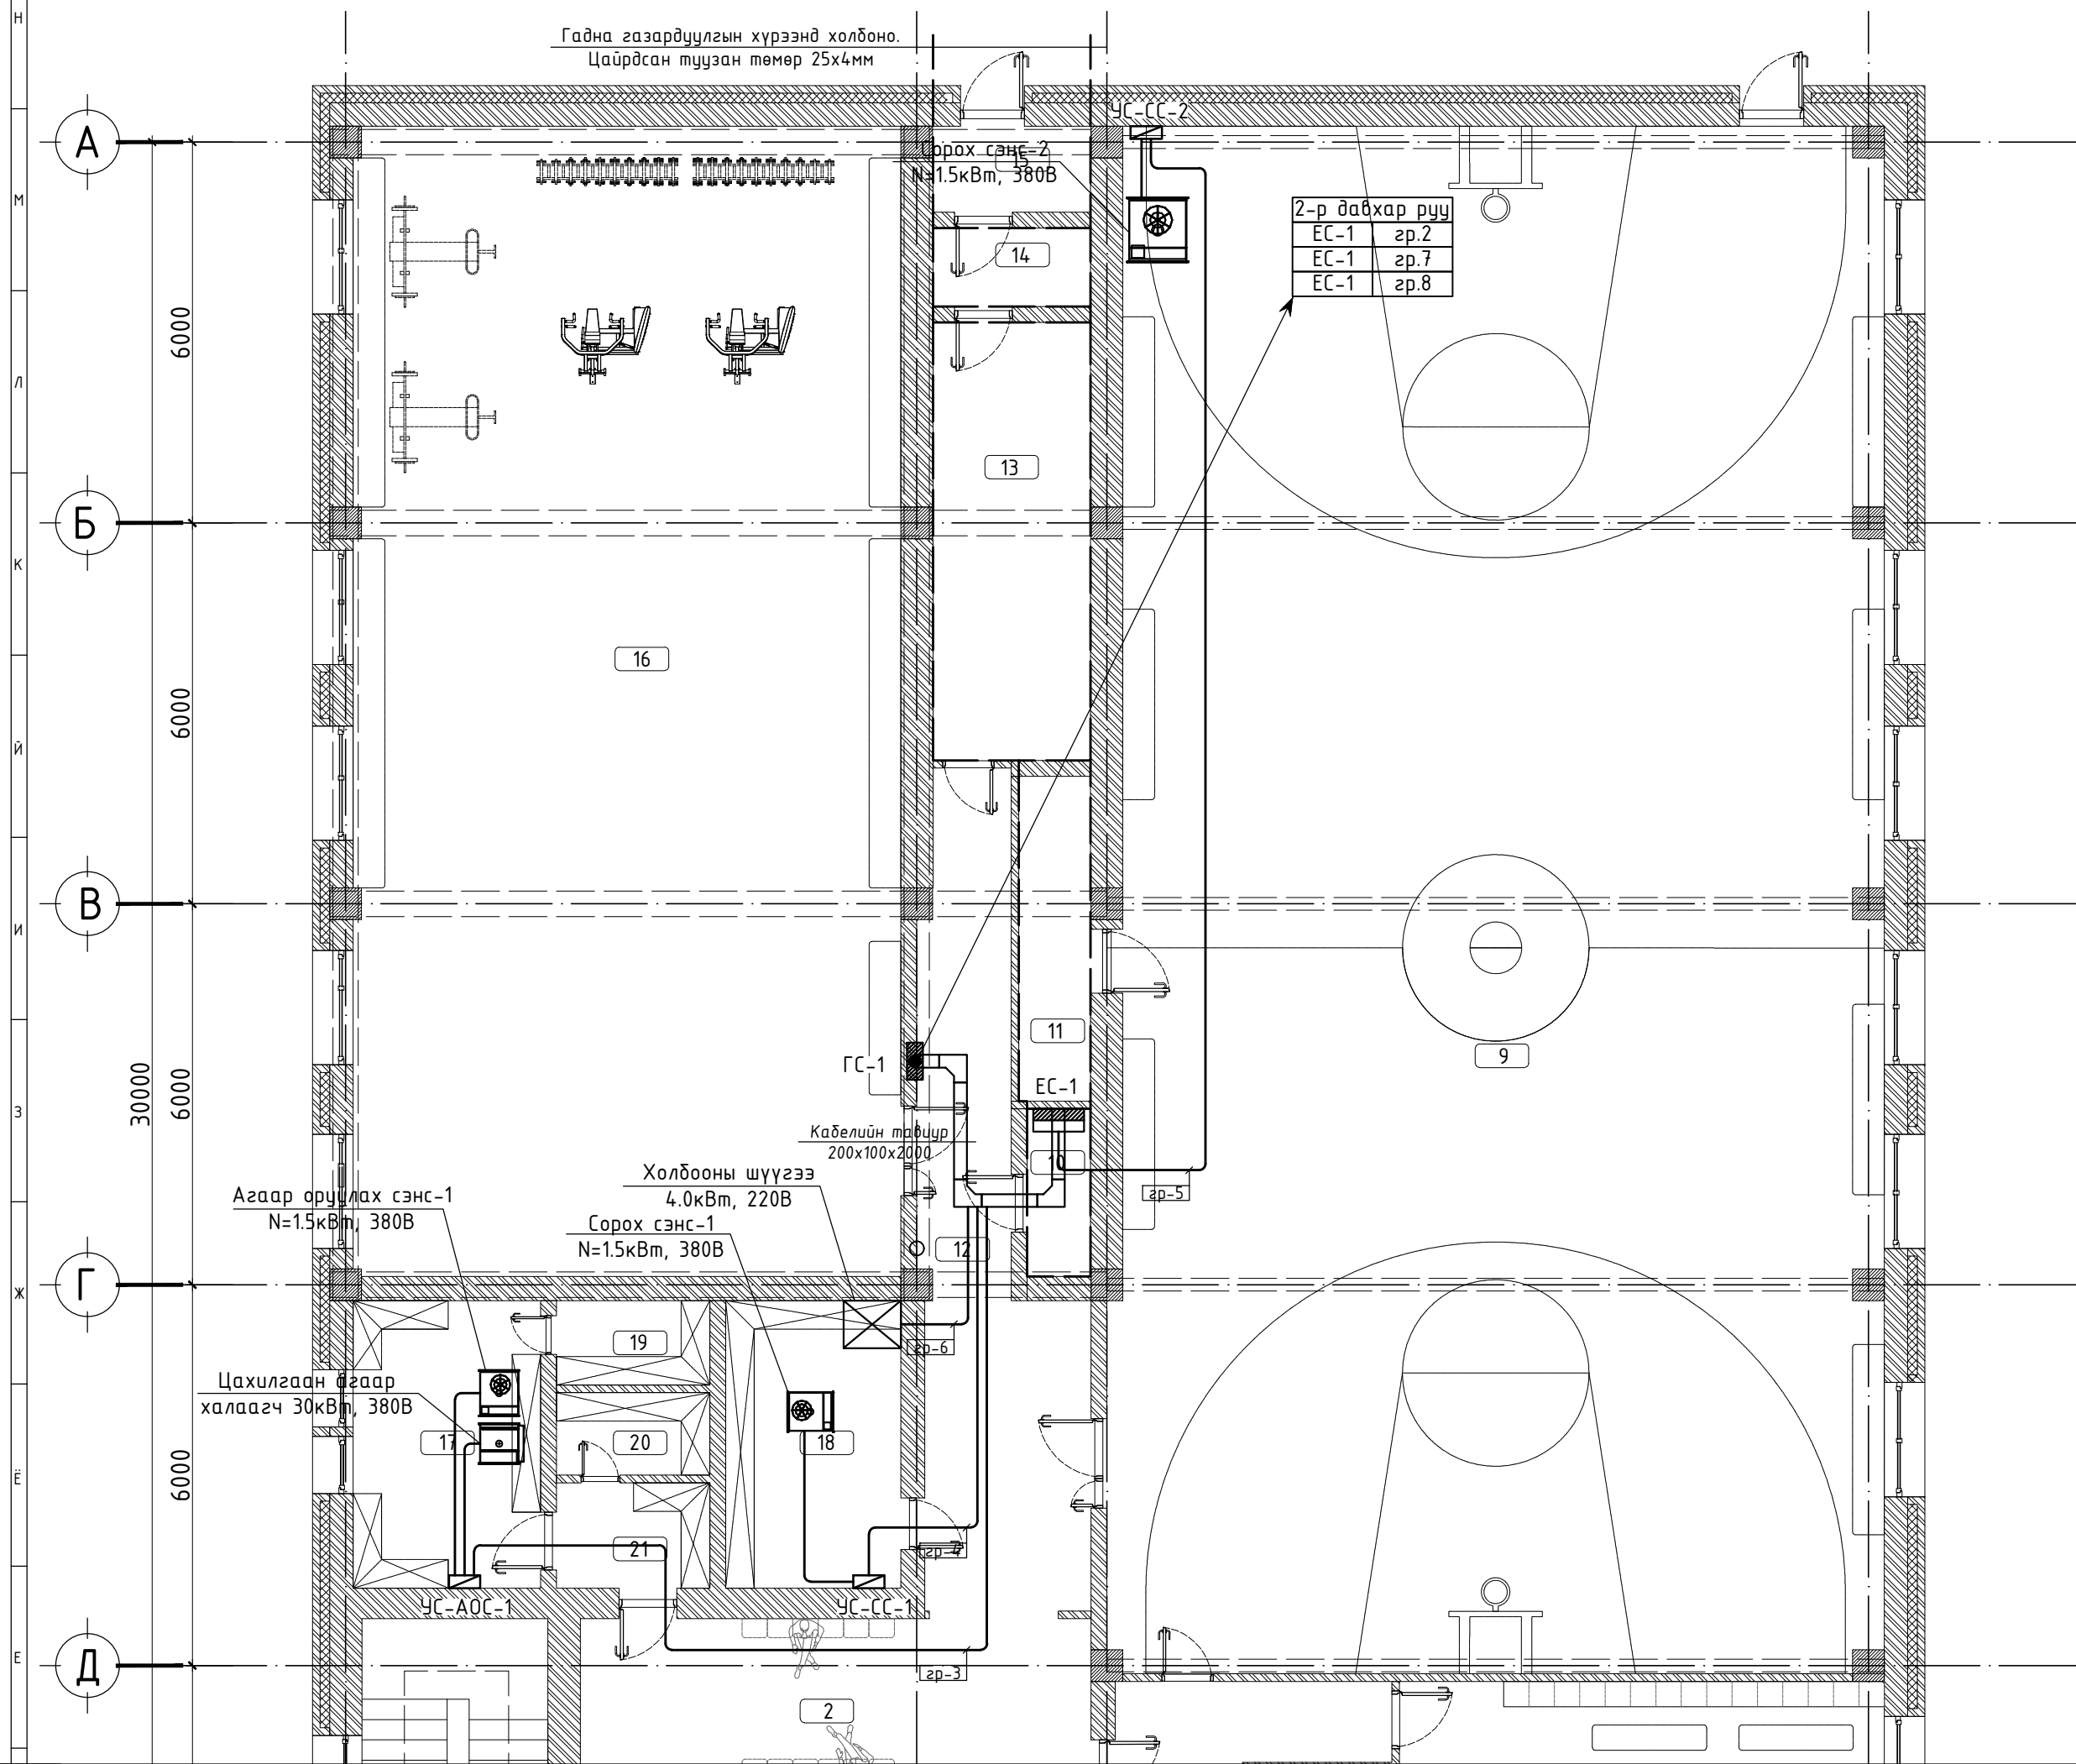 Н
М
Л
К
Й
И
З
Ж
Ё
Е
Гадна газардуулгын хүрээнд холбоно.
Цайрдсан туузан төмөр 25x4мм
А
Б
В
Г
Д
6000
6000
6000
6000
30000
УС-СС-2
Сорох сэнс-2
N=1.5кВт, 380В
15
14
13
16
2-р давхар руу
ЕС-1 гр.2
ЕС-1 гр.7
ЕС-1 гр.8
11
9
ГС-1
ЕС-1
Кабелийн тавиур
200x100x2000
10
гр-5
Холбооны шүүгээ
4.0кВт, 220В
Агаар оруулах сэнс-1
N=1.5кВт, 380В
Сорох сэнс-1
N=1.5кВт, 380В
12
19
гр-6
Цахилгаан агаар
халаагч 30кВт, 380В
17
20
18
21
гр-4
УС-АОС-1
УС-СС-1
гр-3
2